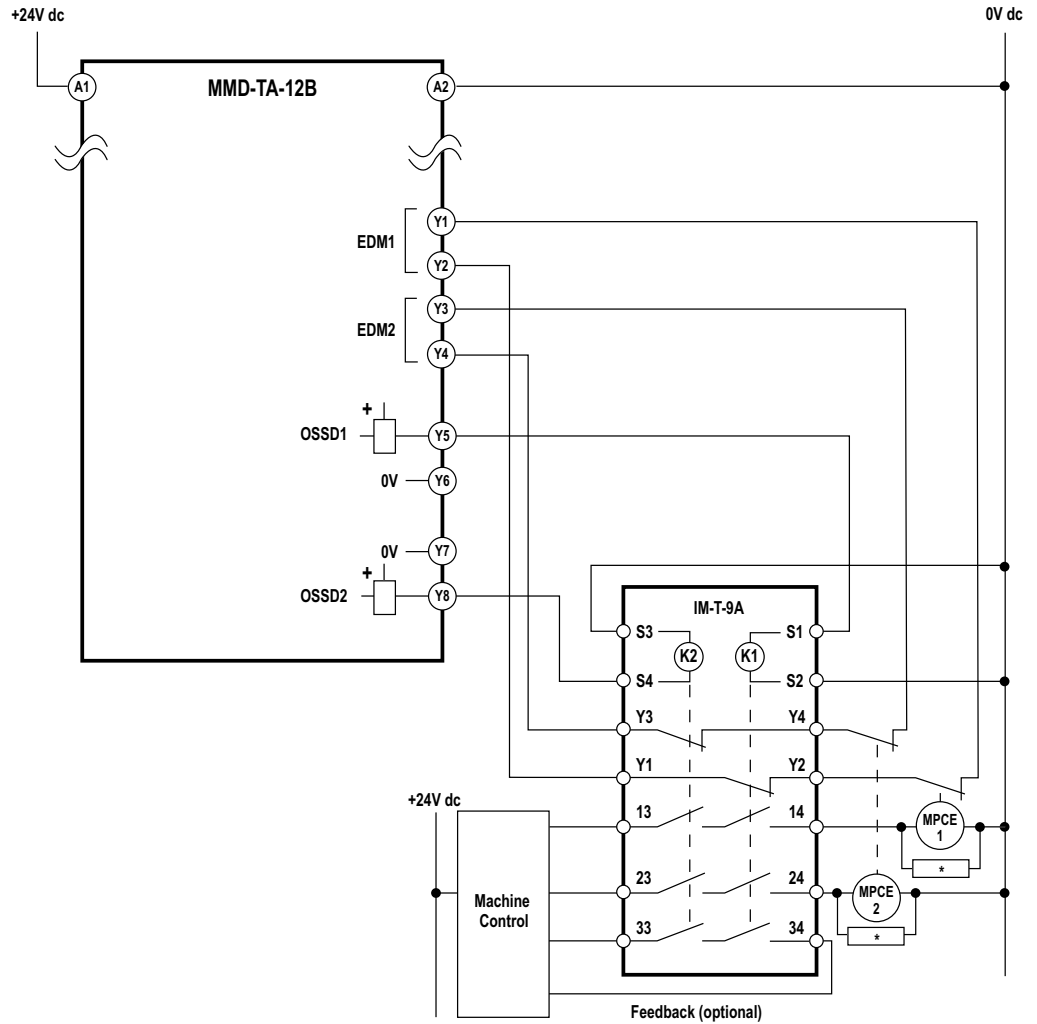 +24V dc
0V dc
A1
MMD-TA-12B
A2
Y1
EDM1
Y2
Y3
EDM2
Y4
+
OSSD1
Y5
0V
Y6
0V
Y7
+
OSSD2
Y8
IM-T-9A
S3
S1
K2
K1
S4
S2
Y3
Y4
Y1
Y2
+24V dc
13
14
MPCE
1
*
23
24
MPCE
2
Machine
Control
33
34
*
Feedback (optional)